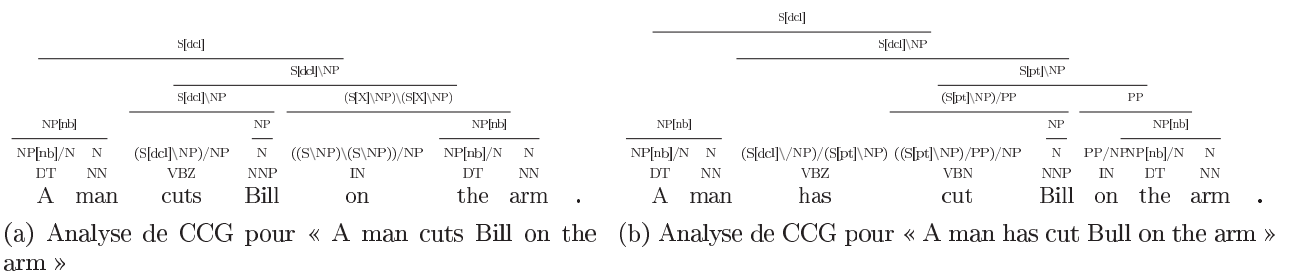 S[dcl]
S[dcl]\NP
S[dcl]\NP (S[X]\NP)\(S[X]\NP)
NP[nb] NP NP[nb]
NP[nb]/N N (S[dcl]\NP)/NP N ((S\NP)\(S\NP))/NP NP[nb]/N N
DT NN VBZ NNP IN DT NN
A man cuts Bill on the arm .
(a) Analyse de CCG pour « A man cuts Bill on the
arm »
S[dcl]
S[dcl]\NP
S[pt]\NP
(S[pt]\NP)/PP PP
NP[nb] NP NP[nb]
NP[nb]/N N (S[dcl]\/NP)/(S[pt]\NP) ((S[pt]\NP)/PP)/NP N PP/NP NP[nb]/N N
DT NN VBZ VBN NNP IN DT NN
A man has cut Bill on the arm .
(b) Analyse de CCG pour « A man has cut Bull on the arm »